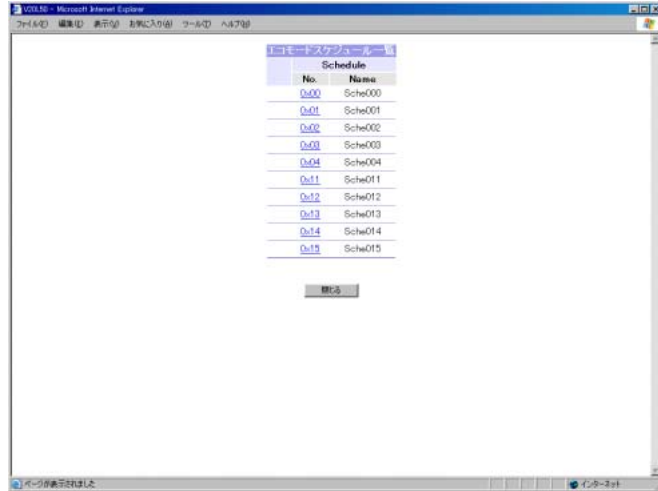 V20L50 - Microsoft Internet Explorer
ファイル(F) 編集(E) 表示(V) お気に入り(A) ツール(T) ヘルプ(H)
エコモードスケジュール一覧
Schedule
No. Name
0x00 Sche000
0x01 Sche001
0x02 Sche002
0x03 Sche003
0x04 Sche004
0x11 Sche011
0x12 Sche012
0x13 Sche013
0x14 Sche014
0x15 Sche015
閉じる
ページが表示されました インターネット